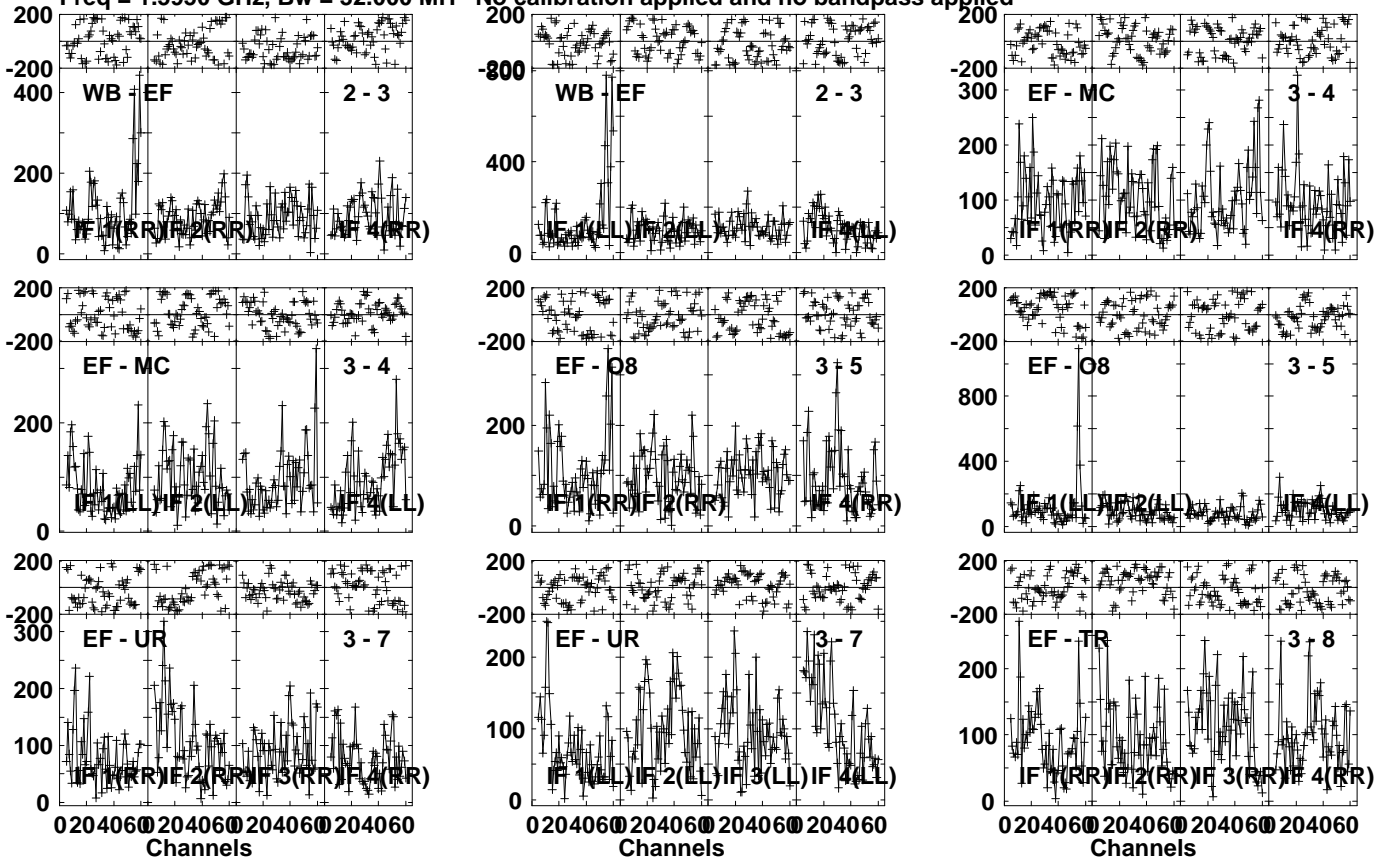 Freq = 1.5950 GHz, Bw = 32.000 MH No calibration applied and no bandpass applied
200
-200
400
200
0
WB - EF
2 - 3
IF 1(RR) IF 2(RR) IF 4(RR)
-200
800
400
0
WB - EF
2 - 3
IF 1(LL) IF 2(LL) IF 4(LL)
200
-200
300
200
100
0
EF - MC
3 - 4
IF 1(RR) IF 2(RR) IF 4(RR)
200
-200
200
0
EF - MC
3 - 4
IF 1(LL) IF 2(LL) IF 4(LL)
200
-200
200
0
EF - O8
3 - 5
IF 1(RR) IF 2(RR) IF 4(RR)
200
-200
800
400
0
EF - O8
3 - 5
IF 1(LL) IF 2(LL) IF 4(LL)
200
-200
300
200
100
0
EF - UR
3 - 7
IF 1(RR) IF 2(RR) IF 3(RR) IF 4(RR)
0 20 40 60 0 20 40 60 0 20 40 60 0 20 40 60
Channels
200
-200
200
100
0
EF - UR
3 - 7
IF 1(LL) IF 2(LL) IF 3(LL) IF 4(LL)
0 20 40 60 0 20 40 60 0 20 40 60 0 20 40 60
Channels
200
-200
200
100
0
EF - TR
3 - 8
IF 1(RR) IF 2(RR) IF 3(RR) IF 4(RR)
0 20 40 60 0 20 40 60 0 20 40 60 0 20 40 60
Channels